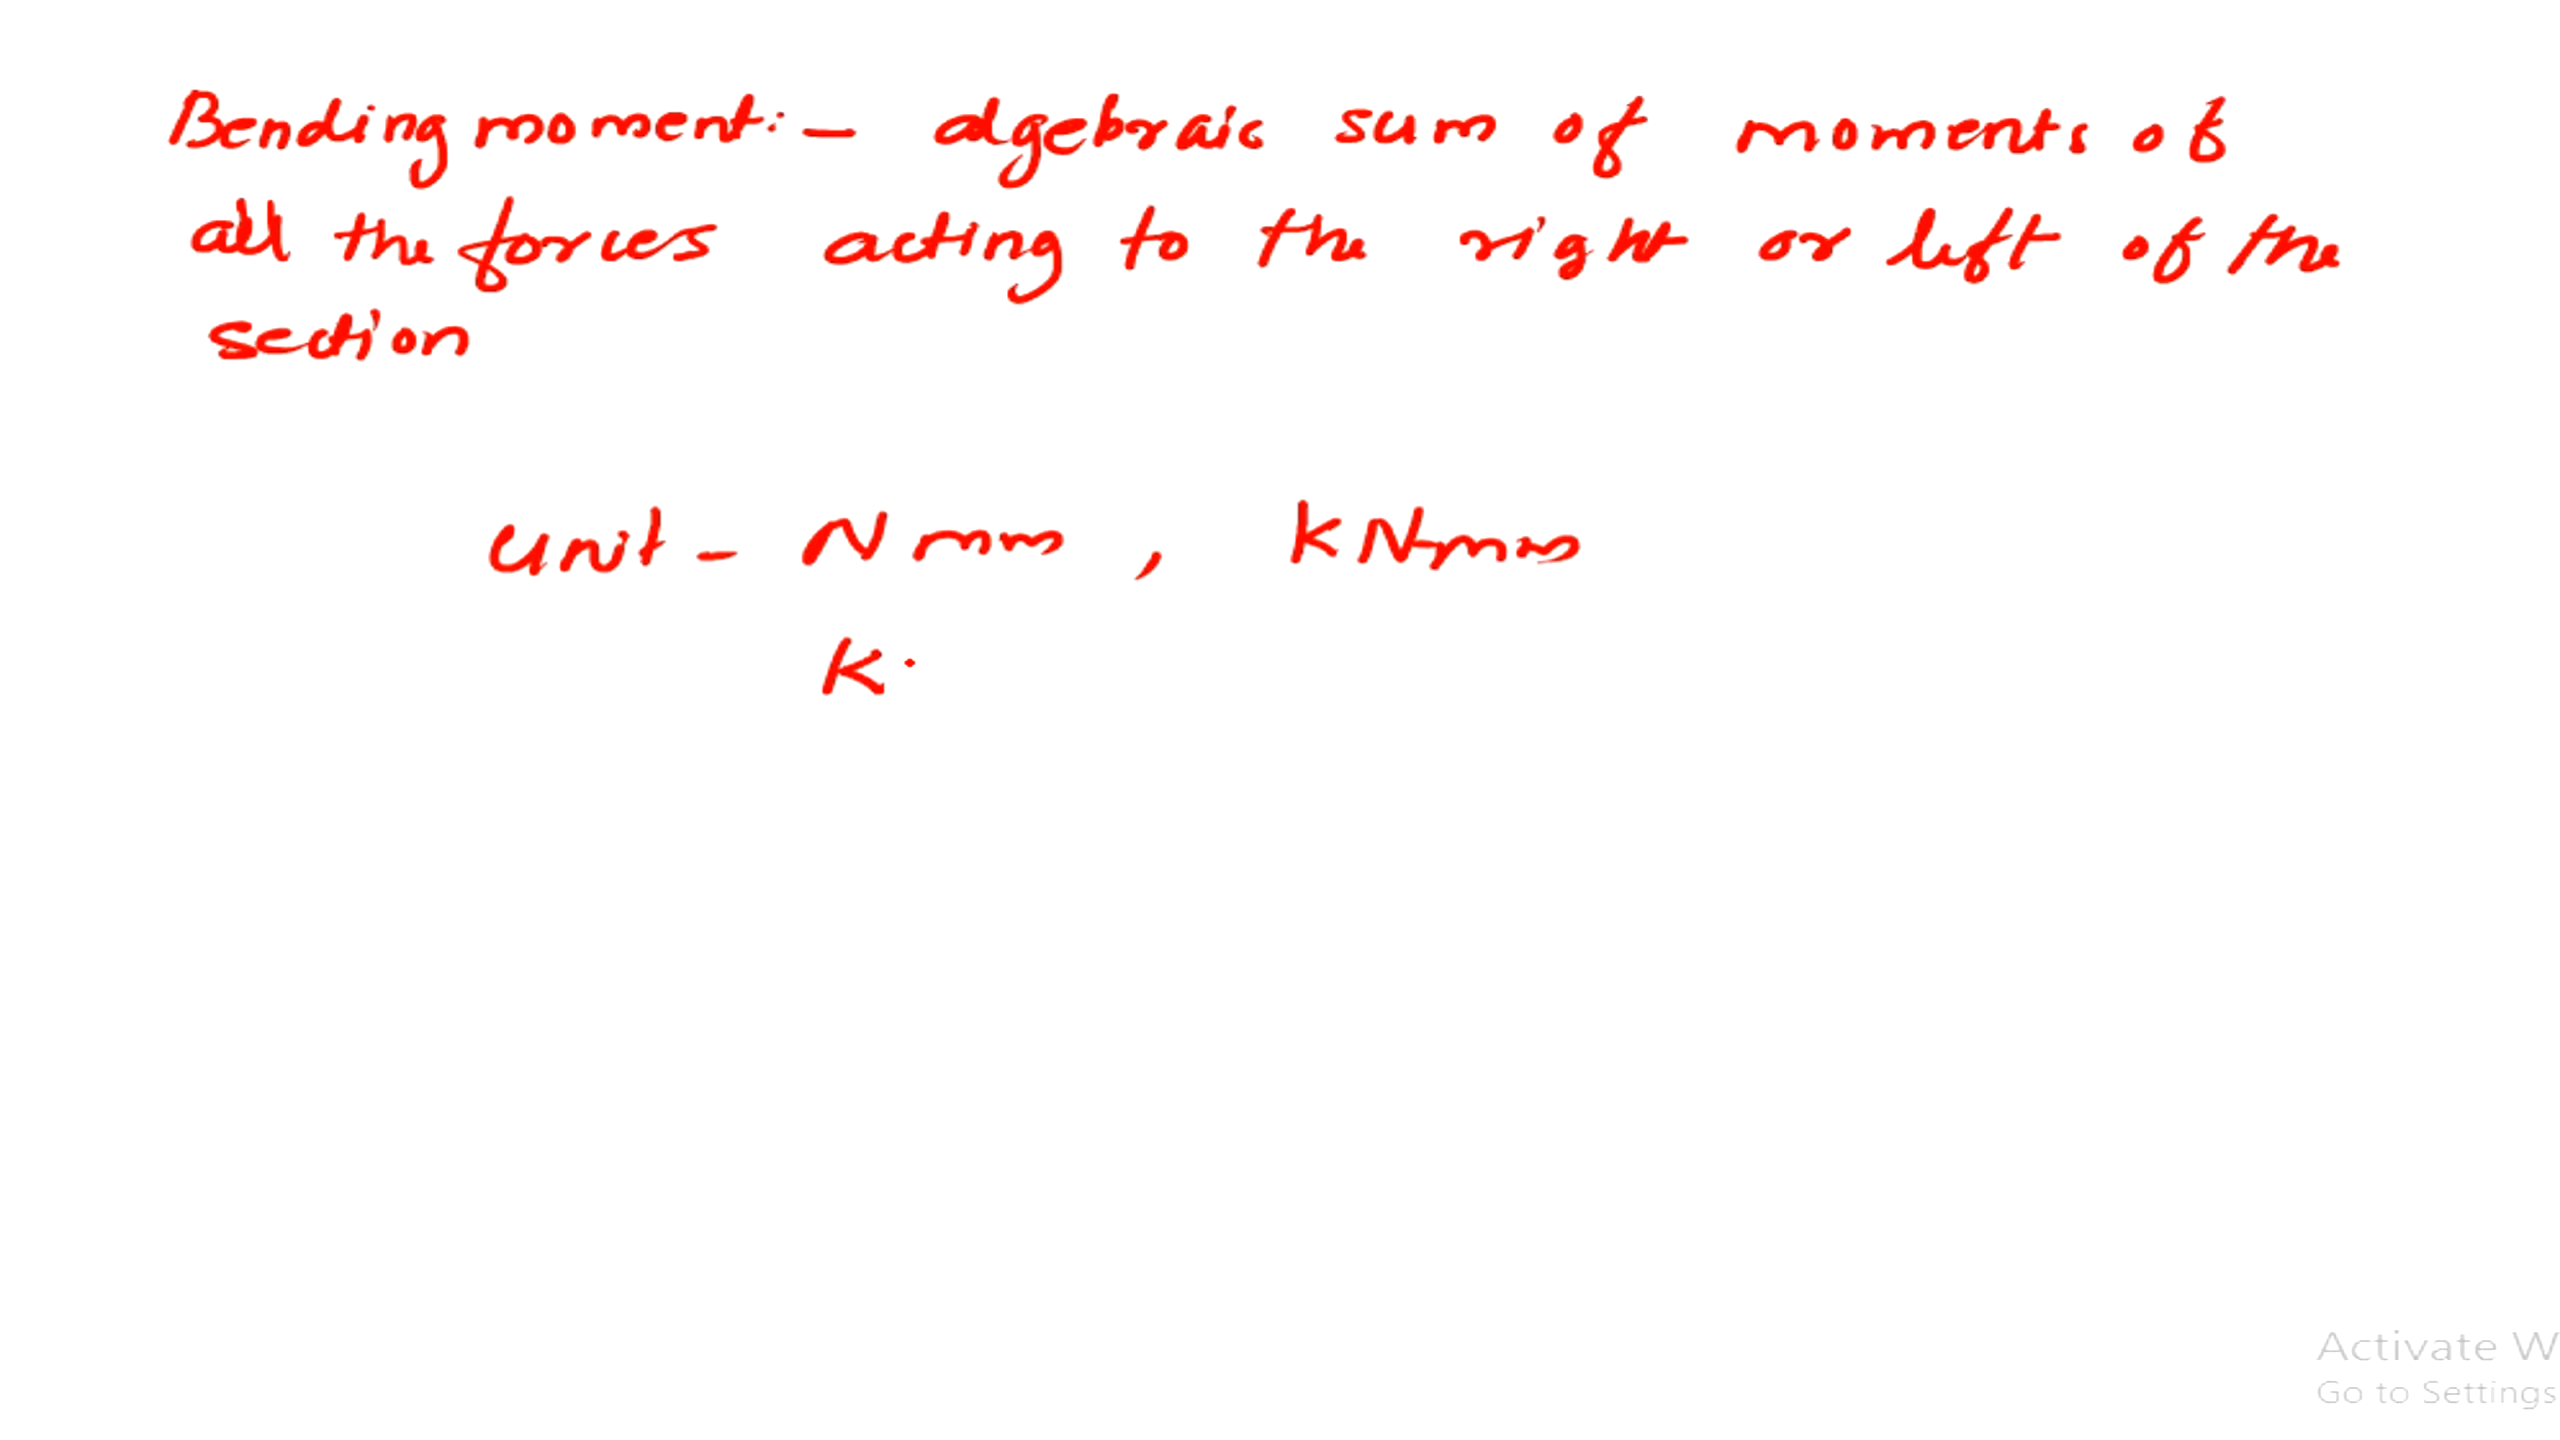 Bending moment:- algebraic sum of moments of
all the forces acting to the right or left of the
section
unit - N mm , KNmm
K.
Activate W
Go to Settings